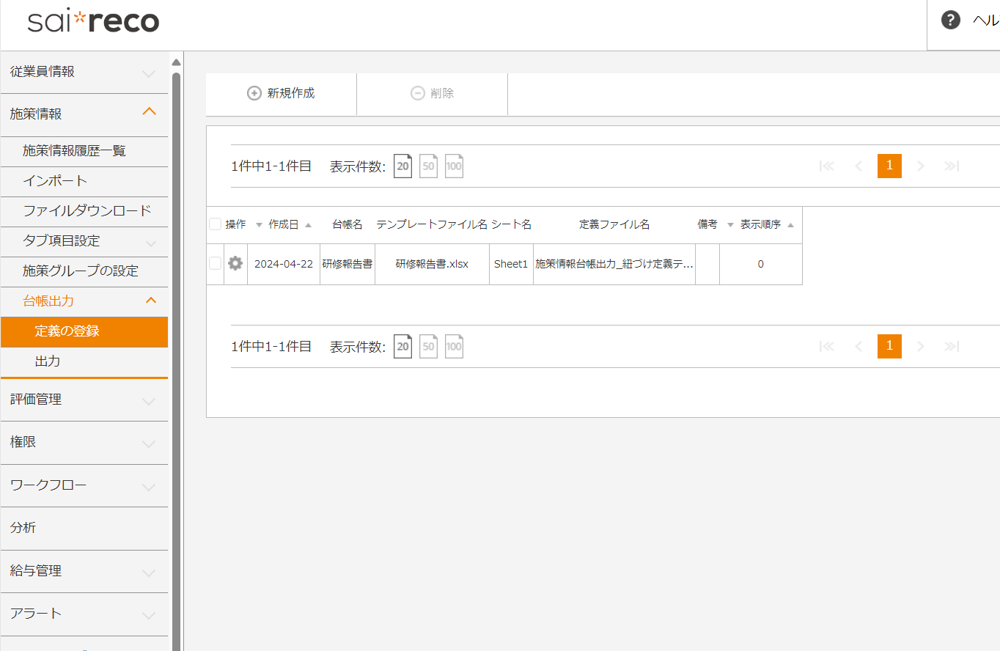 sai*reco
? ヘル
従業員情報
施策情報
施策情報履歴一覧
インポート
ファイルダウンロード
タブ項目設定
施策グループの設定
台帳出力
定義の登録
出力
評価管理
権限
ワークフロー
分析
給与管理
アラート
新規作成
削除
1件中1-1件目 表示件数: 20 50 100
1
操作 作成日 台帳名 テンプレートファイル名 シート名 定義ファイル名 備考 表示順序
2024-04-22 研修報告書 研修報告書.xlsx Sheet1 施策情報台帳出力_紐づけ定義テ... 0
1件中1-1件目 表示件数: 20 50 100
1